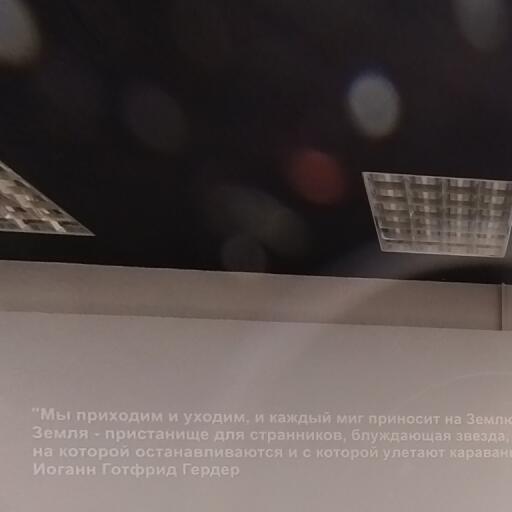 "Мы приходим и уходим, и каждый миг приносит на Землю
Земля - пристанище для странников, блуждающая звезда,
на которой останавливаются и с которой улетают караван
Иоганн Готфрид Гердер